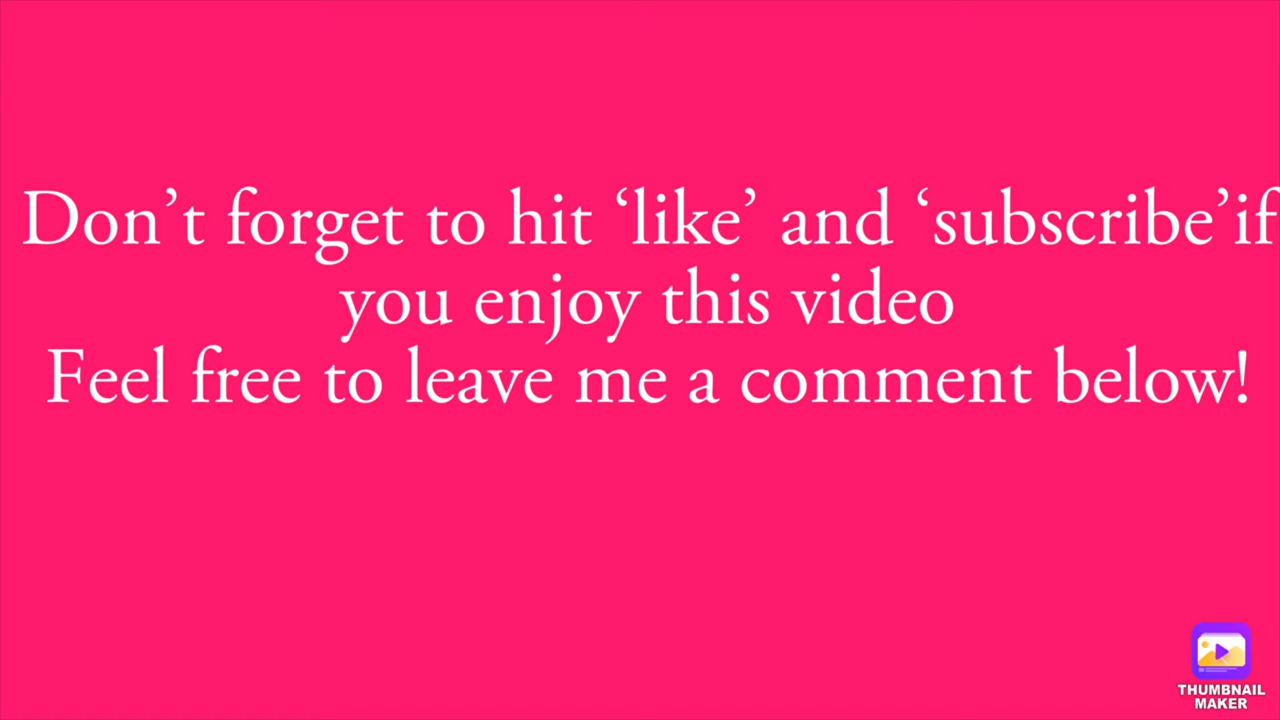 Don’t forget to hit ‘like’ and ‘subscribe’if
you enjoy this video
Feel free to leave me a comment below!
THUMBNAIL
MAKER